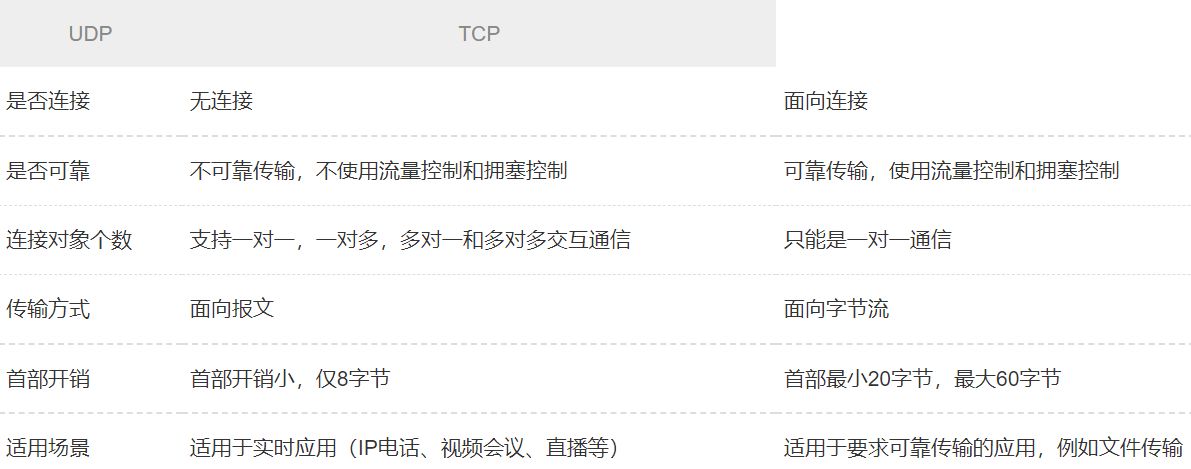 UDP TCP
是否连接 无连接 面向连接
是否可靠 不可靠传输，不使用流量控制和拥塞控制 可靠传输，使用流量控制和拥塞控制
连接对象个数 支持一对一，一对多，多对一和多对多交互通信 只能是一对一通信
传输方式 面向报文 面向字节流
首部开销 首部开销小，仅8字节 首部最小20字节，最大60字节
适用场景 适用于实时应用（IP电话、视频会议、直播等） 适用于要求可靠传输的应用，例如文件传输